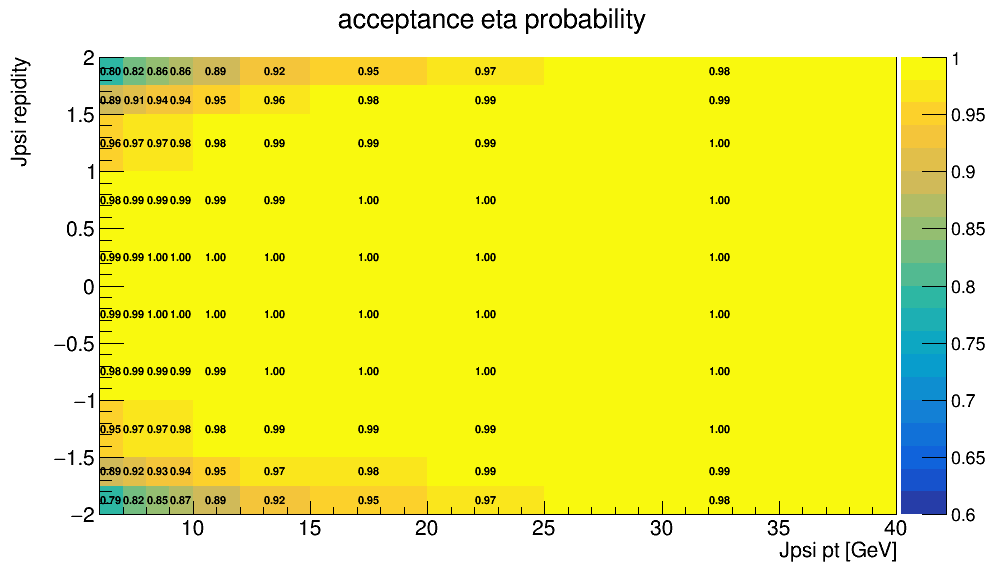 acceptance eta probability
Jpsi repidity
2
1.5
1
0.5
0
−0.5
−1
−1.5
−2
0.80 0.82 0.86 0.86 0.89 0.92 0.95 0.97 0.98
0.89 0.91 0.94 0.94 0.95 0.96 0.98 0.99 0.99
0.96 0.97 0.97 0.98 0.98 0.99 0.99 0.99 1.00
0.98 0.99 0.99 0.99 0.99 0.99 1.00 1.00 1.00
0.99 0.99 1.00 1.00 1.00 1.00 1.00 1.00 1.00
0.99 0.99 1.00 1.00 1.00 1.00 1.00 1.00 1.00
0.98 0.99 0.99 0.99 0.99 1.00 1.00 1.00 1.00
0.95 0.97 0.97 0.98 0.98 0.99 0.99 0.99 1.00
0.89 0.92 0.93 0.94 0.95 0.97 0.98 0.99 0.99
0.79 0.82 0.85 0.87 0.89 0.92 0.95 0.97 0.98
10 15 20 25 30 35 40
Jpsi pt [GeV]
1
0.95
0.9
0.85
0.8
0.75
0.7
0.65
0.6